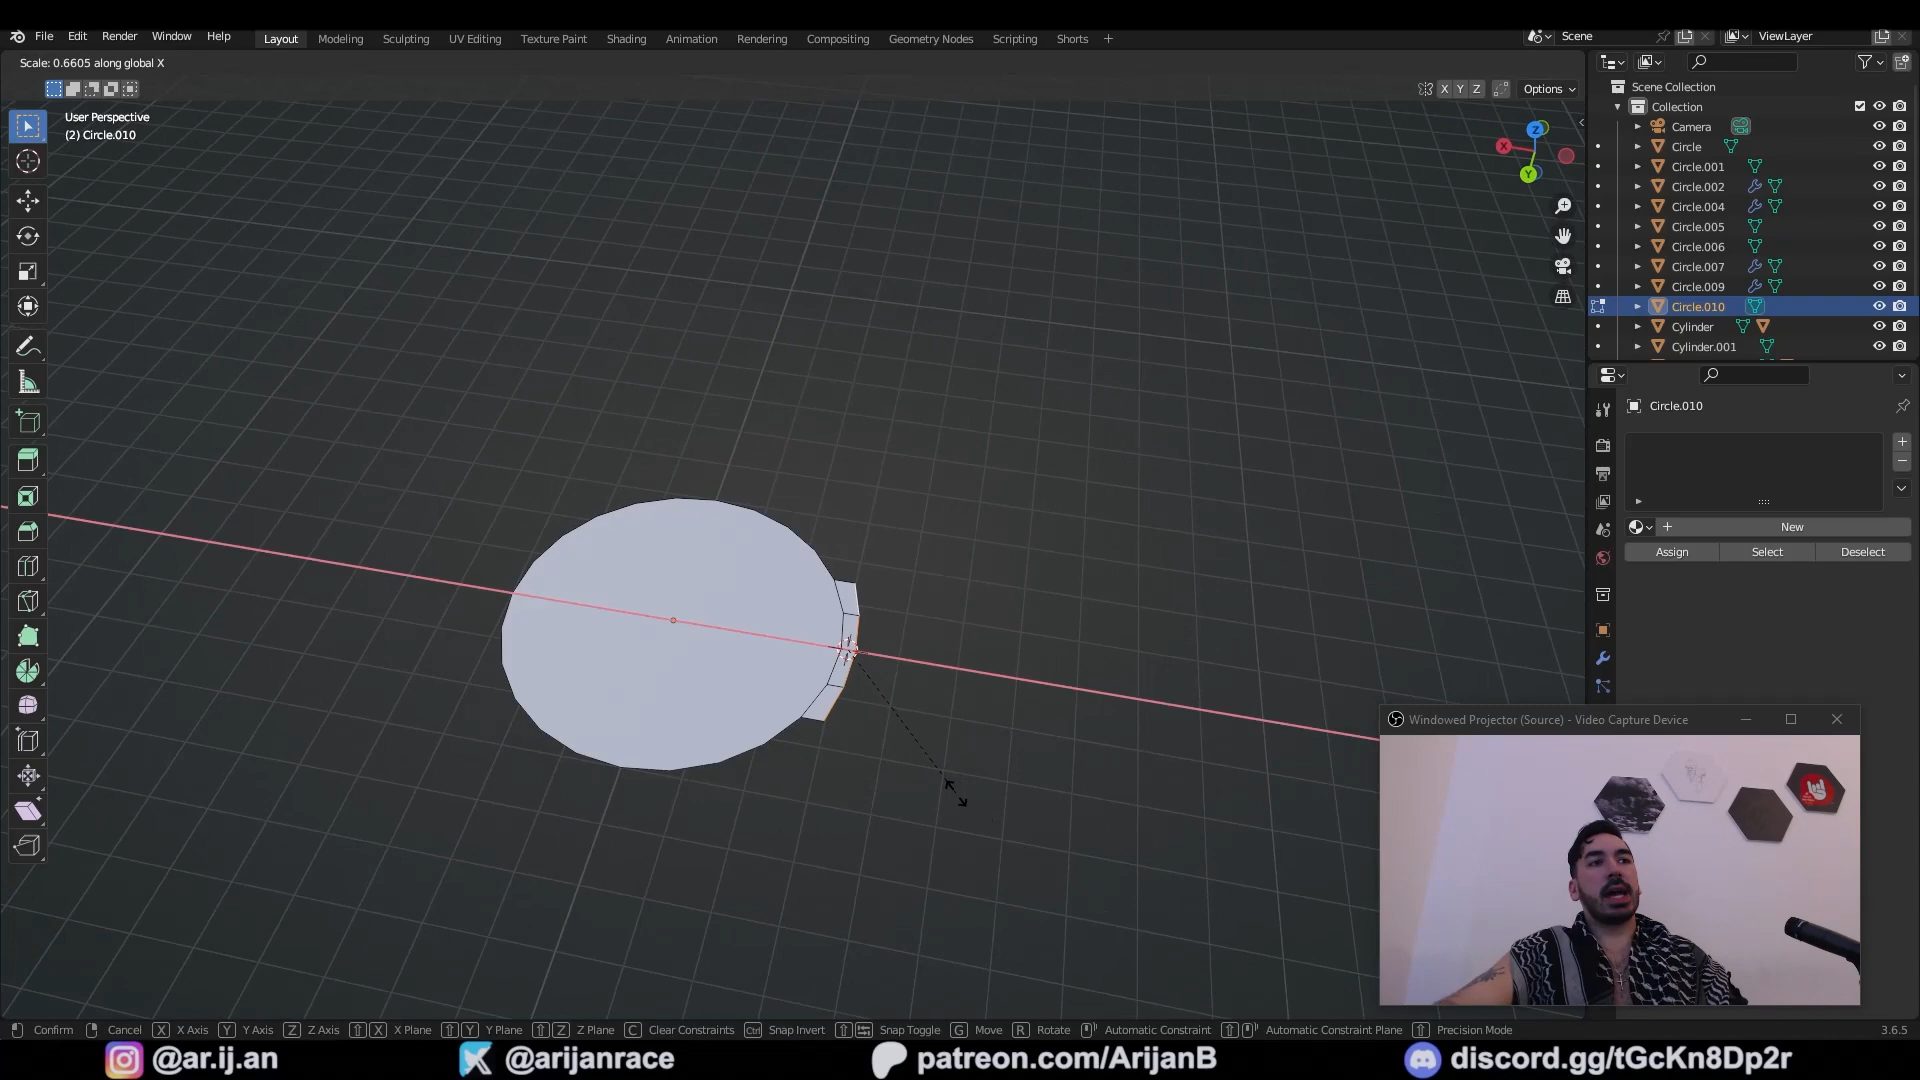 File Edit Render Window Help Layout Modeling Sculpting UV Editing Texture Paint Shading Animation Rendering Compositing Geometry Nodes Scripting Shorts + Scene ViewLayer
Scale: 0.6605 along global X
X Y Z Options
User Perspective
(2) Circle.010
Z
X
Y
Scene Collection
Collection
Camera
Circle
Circle.001
Circle.002
Circle.004
Circle.005
Circle.006
Circle.007
Circle.009
Circle.010
Cylinder
Cylinder.001
Circle.010
New
Assign Select Deselect
Windowed Projector (Source) - Video Capture Device
Confirm Cancel X X Axis Y Y Axis Z Z Axis X X Plane Y Y Plane Z Z Plane C Clear Constraints Ctrl Snap Invert Snap Toggle G Move R Rotate Automatic Constraint Automatic Constraint Plane Precision Mode 3.6.5
@ar.ij.an @arijanrace patreon.com/ArijanB discord.gg/tGcKn8Dp2r